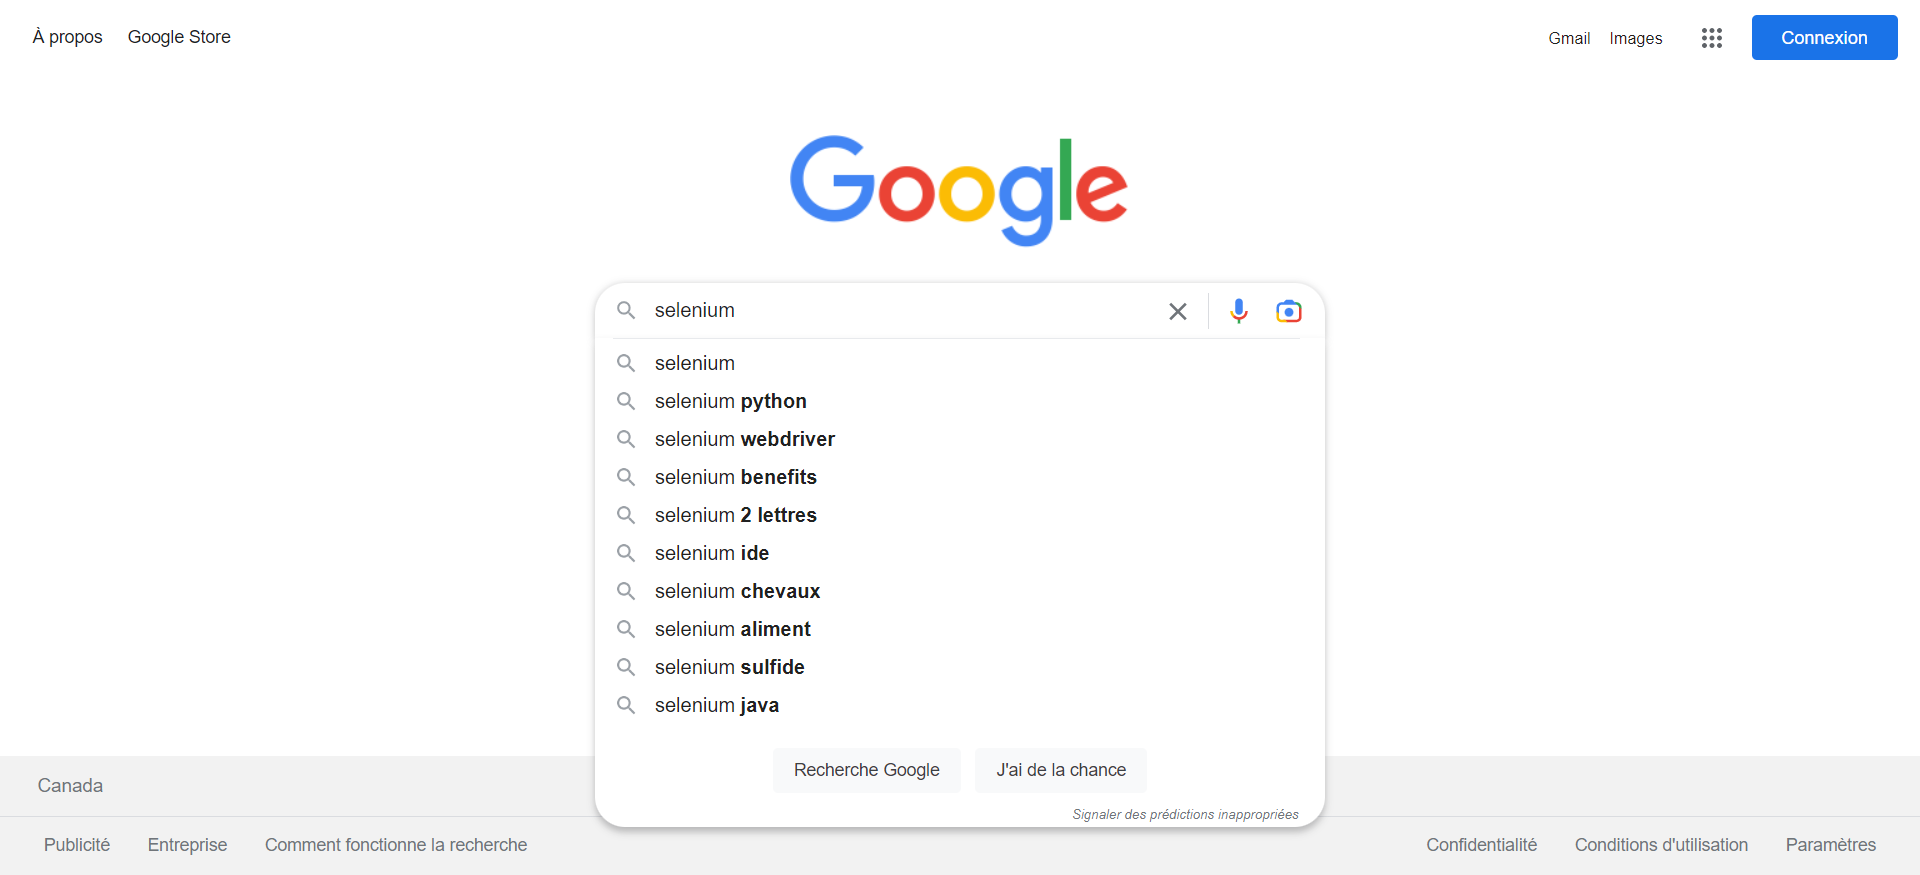 À propos Google Store Gmail Images Connexion
Google
selenium
selenium
selenium python
selenium webdriver
selenium benefits
selenium 2 lettres
selenium ide
selenium chevaux
selenium aliment
selenium sulfide
selenium java
Recherche Google J'ai de la chance
Signaler des prédictions inappropriées
Canada
Publicité Entreprise Comment fonctionne la recherche Confidentialité Conditions d'utilisation Paramètres